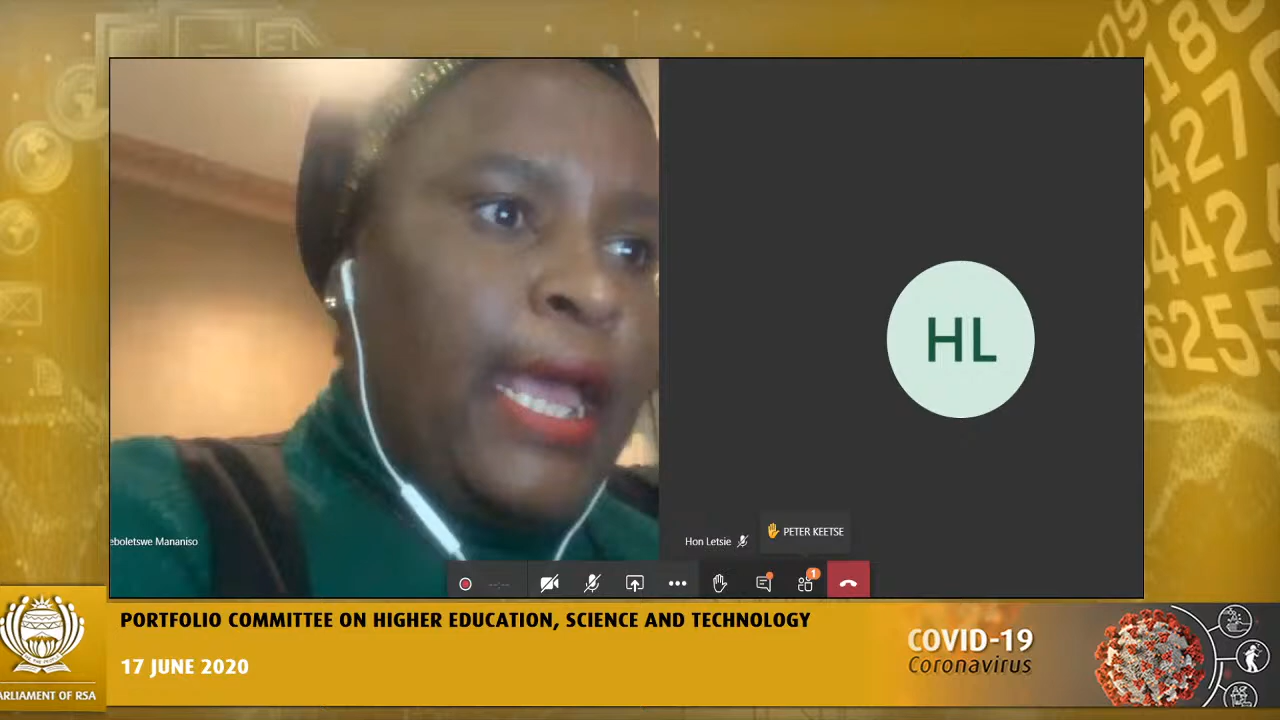 eboletswe Mananiso
HL
Hon Letsie
PETER KEETSE
1
PORTFOLIO COMMITTEE ON HIGHER EDUCATION, SCIENCE AND TECHNOLOGY
17 JUNE 2020
ARLIAMENT OF RSA
COVID-19
Coronavirus